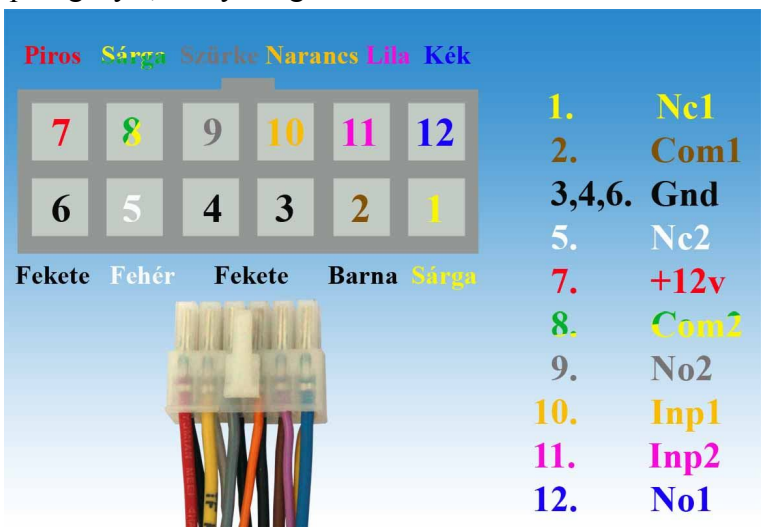 Piros Sárga Szürke Narancs Lila Kék
7 8 9 10 11 12
6 5 4 3 2 1
Fekete Fehér Fekete Barna Sárga
1. Nc1
2. Com1
3,4,6. Gnd
5. Nc2
7. +12v
8. Com2
9. No2
10. Inp1
11. Inp2
12. No1